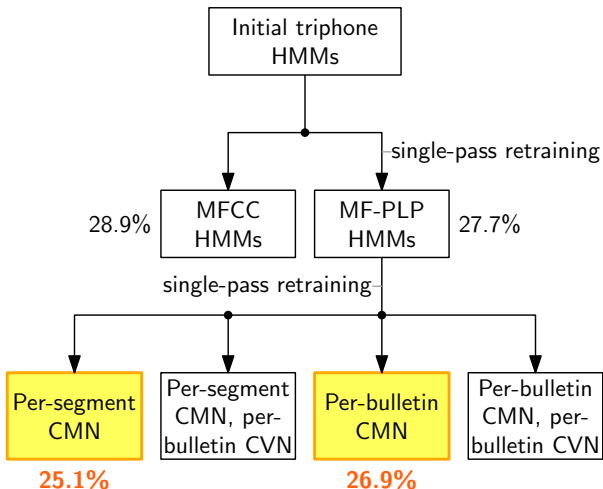 Initial triphone
HMMs
single-pass retraining
28.9%
MFCC
HMMs
MF-PLP
HMMs
27.7%
single-pass retraining
Per-segment
CMN
Per-segment
CMN, per-
bulletin CVN
Per-bulletin
CMN
Per-bulletin
CMN, per-
bulletin CVN
25.1%
26.9%